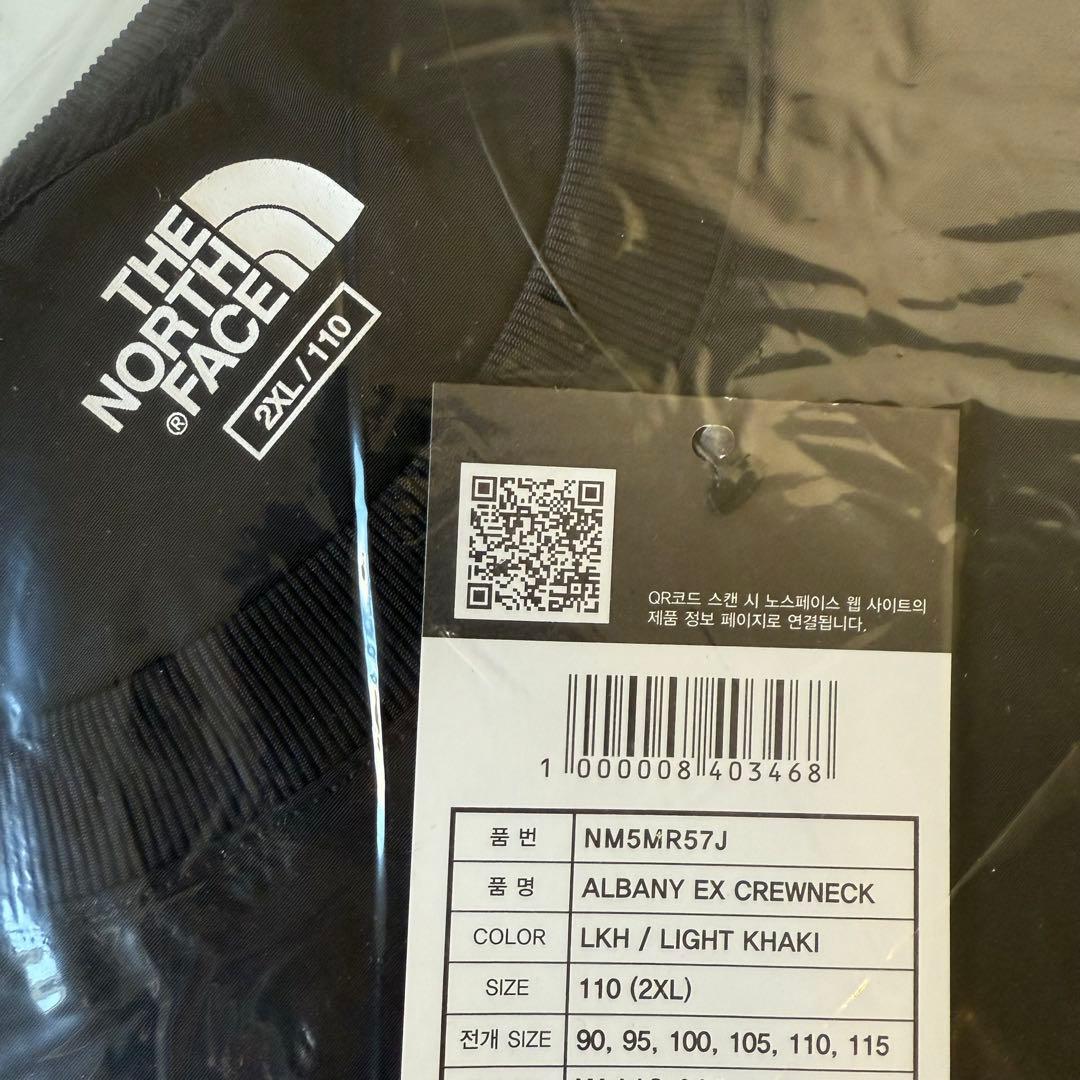 THE
NORTH
FACE
®
2XL / 110
QR코드 스캔 시 노스페이스 웹 사이트의
제품 정보 페이지로 연결됩니다.
1 000008 403468
품 번 NM5MR57J
품 명 ALBANY EX CREWNECK
COLOR LKH / LIGHT KHAKI
SIZE 110 (2XL)
전개 SIZE 90, 95, 100, 105, 110, 115